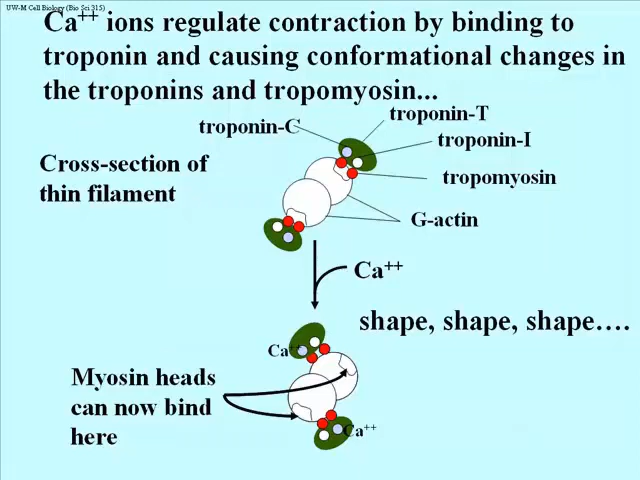 UW-M Cell Biology (Bio Sci 315)
Ca++ ions regulate contraction by binding to
troponin and causing conformational changes in
the troponins and tropomyosin...
troponin-T
troponin-C
troponin-I
Cross-section of
thin filament
tropomyosin
G-actin
Ca++
shape, shape, shape….
Ca++
Myosin heads
can now bind
here
Ca++